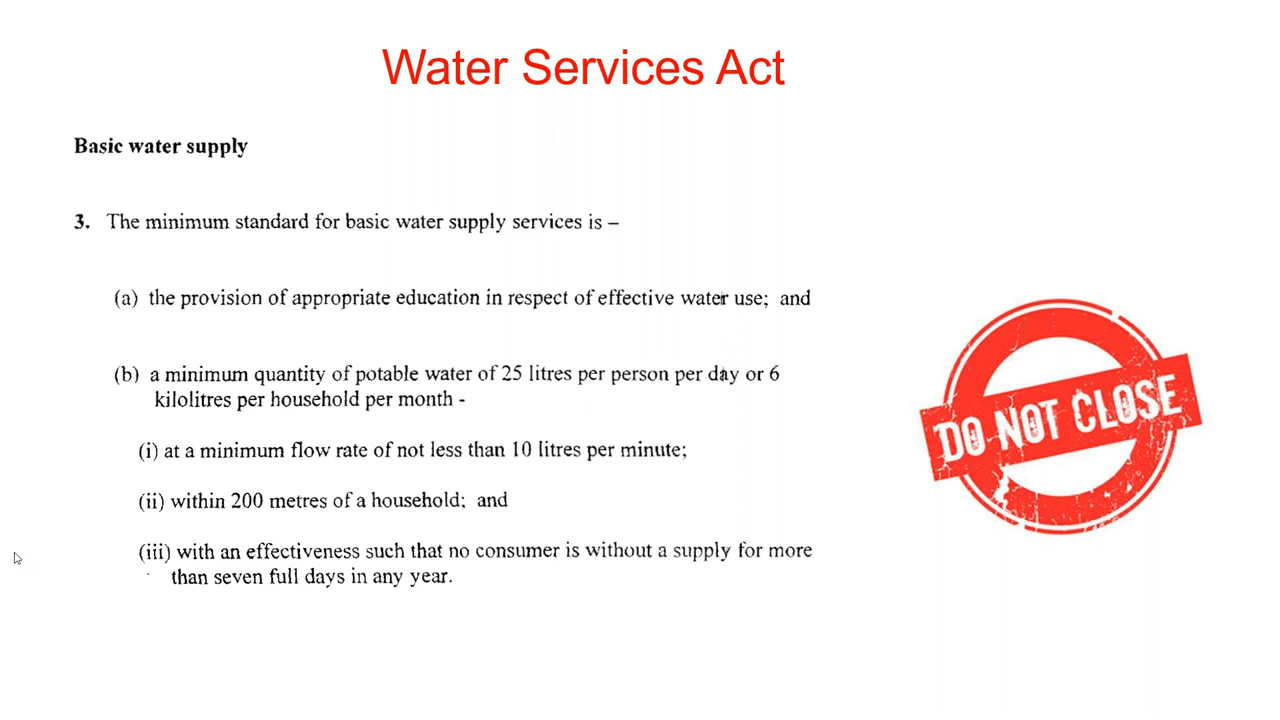 Water Services Act
Basic water supply
3. The minimum standard for basic water supply services is –
(a) the provision of appropriate education in respect of effective water use; and
(b) a minimum quantity of potable water of 25 litres per person per day or 6
kilolitres per household per month -
(i) at a minimum flow rate of not less than 10 litres per minute;
(ii) within 200 metres of a household; and
(iii) with an effectiveness such that no consumer is without a supply for more
than seven full days in any year.
DO NOT CLOSE